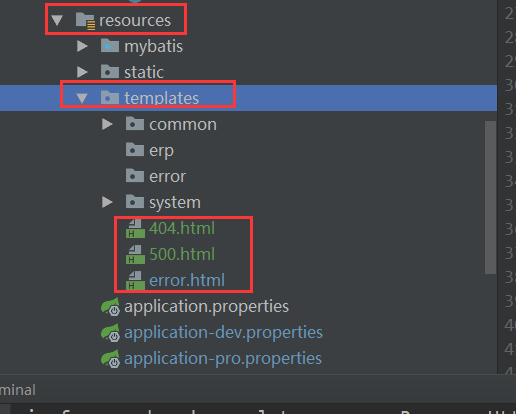 resources
mybatis
static
templates
common
erp
error
system
404.html
500.html
error.html
application.properties
application-dev.properties
application-pro.properties
minal